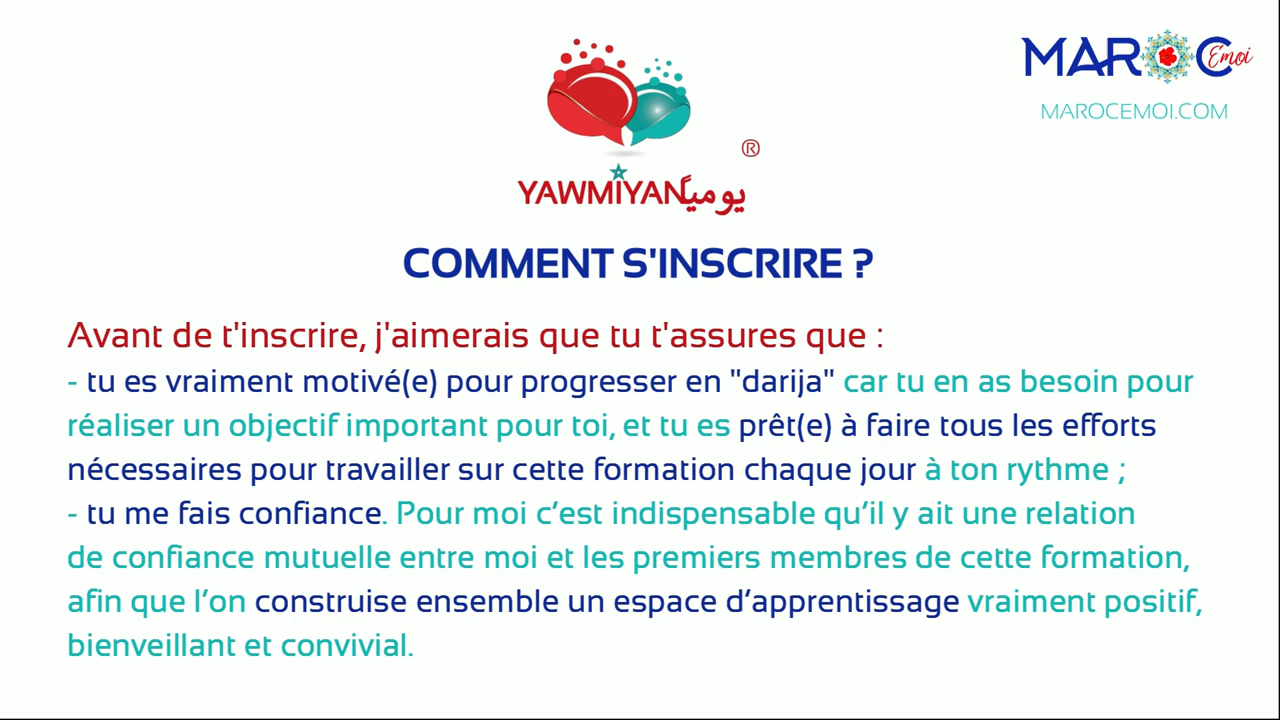 MAROC Emoi
MAROCEMOI.COM
®
YAWMIYAN يوميا
COMMENT S'INSCRIRE ?
Avant de t'inscrire, j'aimerais que tu t'assures que :
- tu es vraiment motivé(e) pour progresser en "darija" car tu en as besoin pour
réaliser un objectif important pour toi, et tu es prêt(e) à faire tous les efforts
nécessaires pour travailler sur cette formation chaque jour à ton rythme ;
- tu me fais confiance. Pour moi c’est indispensable qu’il y ait une relation
de confiance mutuelle entre moi et les premiers membres de cette formation,
afin que l’on construise ensemble un espace d’apprentissage vraiment positif,
bienveillant et convivial.